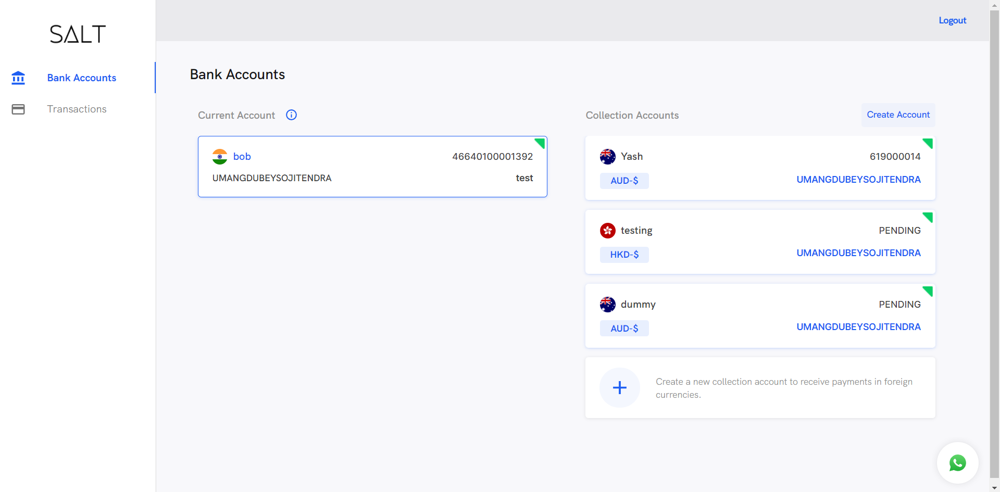 SALT
Logout
Bank Accounts
Transactions
Bank Accounts
Current Account
bob 46640100001392
UMANGDUBEYSOJITENDRA test
Collection Accounts Create Account
Yash 619000014
AUD-$ UMANGDUBEYSOJITENDRA
testing PENDING
HKD-$ UMANGDUBEYSOJITENDRA
dummy PENDING
AUD-$ UMANGDUBEYSOJITENDRA
Create a new collection account to receive payments in foreign
currencies.